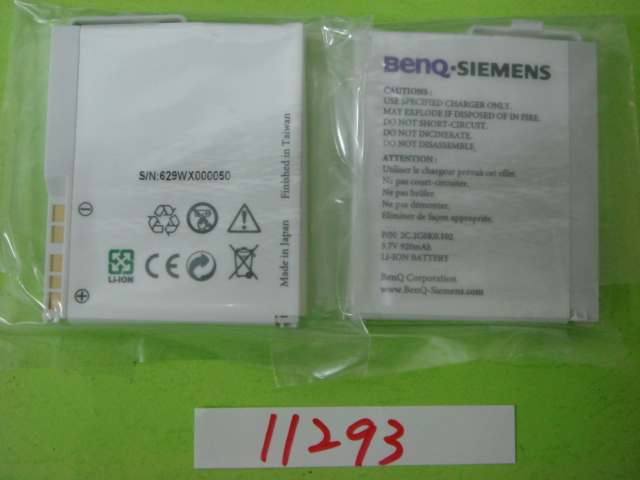 S/N:629WX000050
LI-ION
Made in Japan Finished in Taiwan
BenQ-SIEMENS
CAUTIONS:
USE SPECIFIED CHARGER ONLY.
MAY EXPLODE IF DISPOSED OF IN FIRE.
DO NOT SHORT-CIRCUIT.
DO NOT INCINERATE.
DO NOT DISASSEMBLE.
ATTENTION:
Utiliser le chargeur prévus cet effet.
Ne pas court-circuiter.
Ne pas brûler.
Ne pas démonter.
Eliminer de façon appropriée.
P/N: 2C.2G0K0.102
3.7V 920mAh
LI-ION BATTERY
BenQ Corporation
www.BenQ-Siemens.com
11293